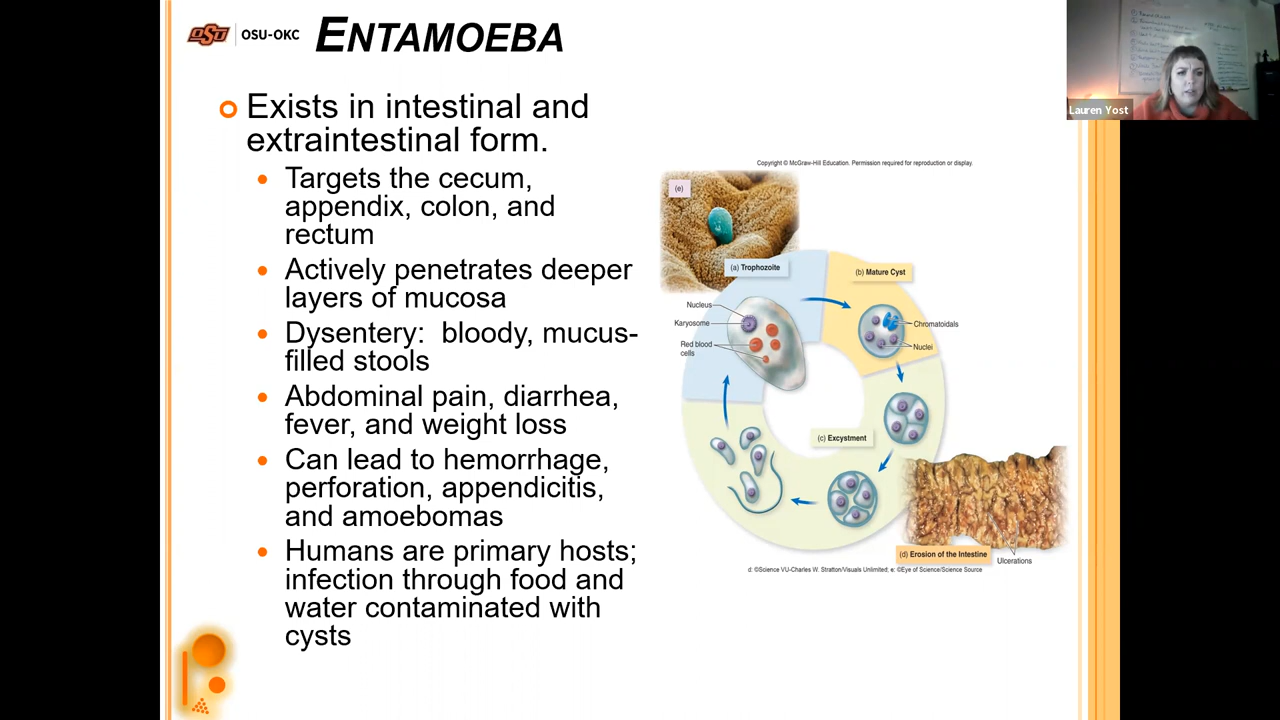 OSU OSU-OKC ENTAMOEBA
Lauren Yost
Exists in intestinal and
extraintestinal form.
Targets the cecum,
appendix, colon, and
rectum
Actively penetrates deeper
layers of mucosa
Dysentery: bloody, mucus-
filled stools
Abdominal pain, diarrhea,
fever, and weight loss
Can lead to hemorrhage,
perforation, appendicitis,
and amoebomas
Humans are primary hosts;
infection through food and
water contaminated with
cysts
Copyright © McGraw-Hill Education. Permission required for reproduction or display.
(e)
(a) Trophozoite
(b) Mature Cyst
Nucleus
Karyosome
Red blood
cells
Chromatoidals
Nuclei
(c) Excystment
(d) Erosion of the Intestine
Ulcerations
d: ©Science VU-Charles W. Stratton/Visuals Unlimited; e: ©Eye of Science/Science Source